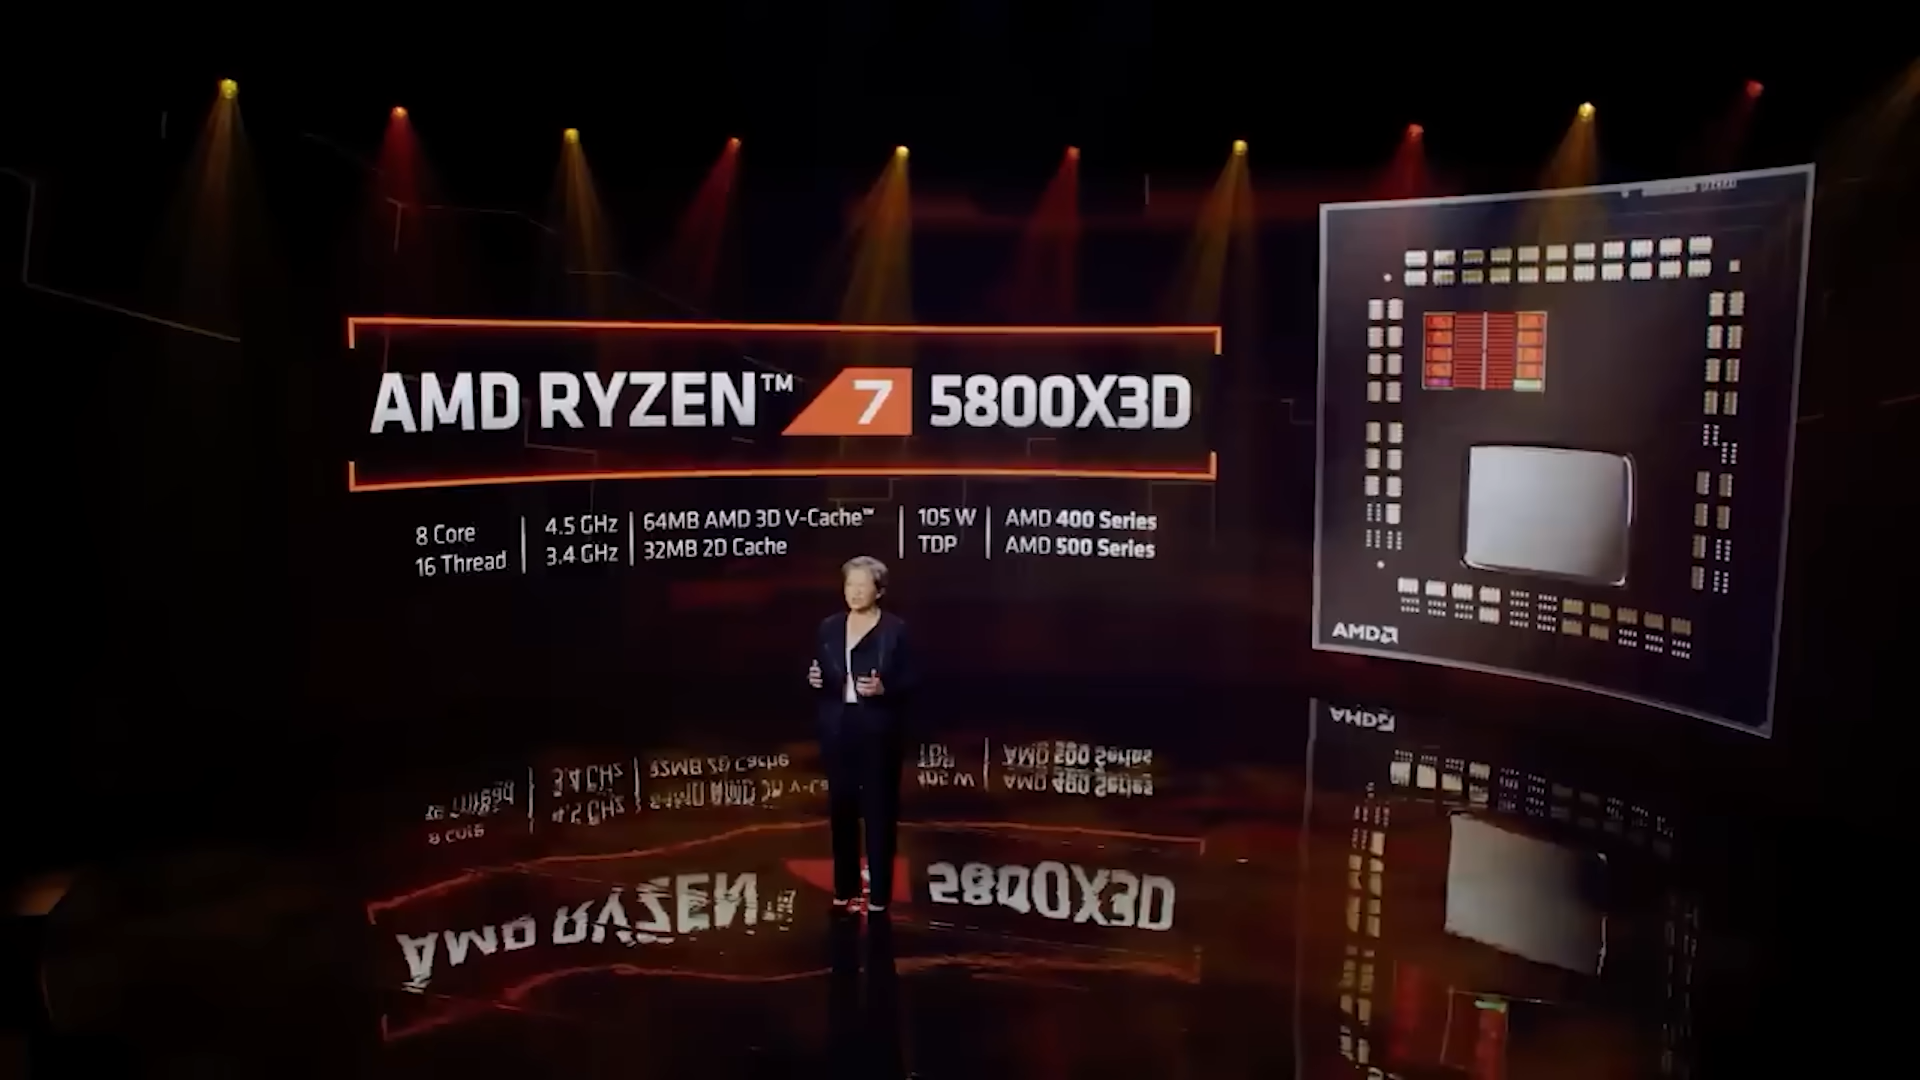 AMD RYZEN™ 7 5800X3D
8 Core
16 Thread
4.5 GHz
3.4 GHz
64MB AMD 3D V-Cache™
32MB 2D Cache
105 W
TDP
AMD 400 Series
AMD 500 Series
AMD